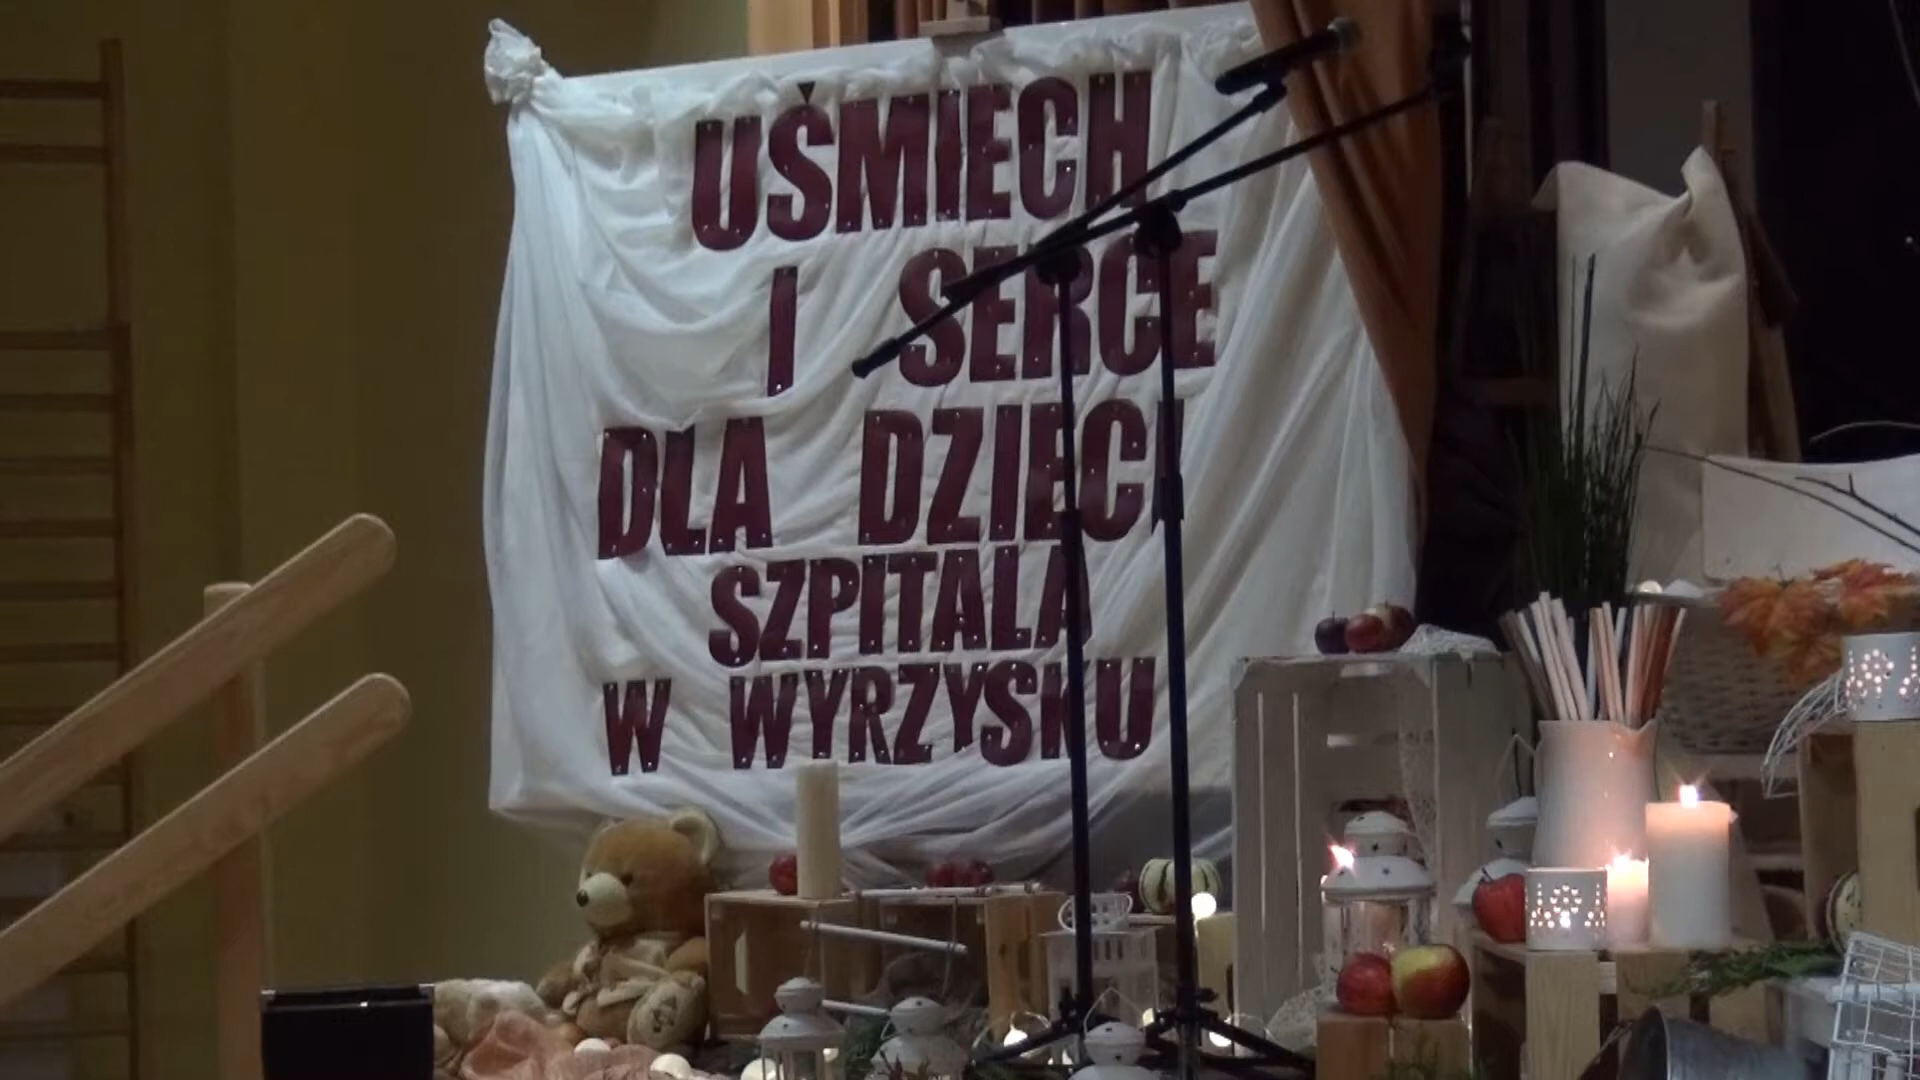 UŚMIECH
I SERCE
DLA DZIECI
SZPITALA
W WYRZYSKU